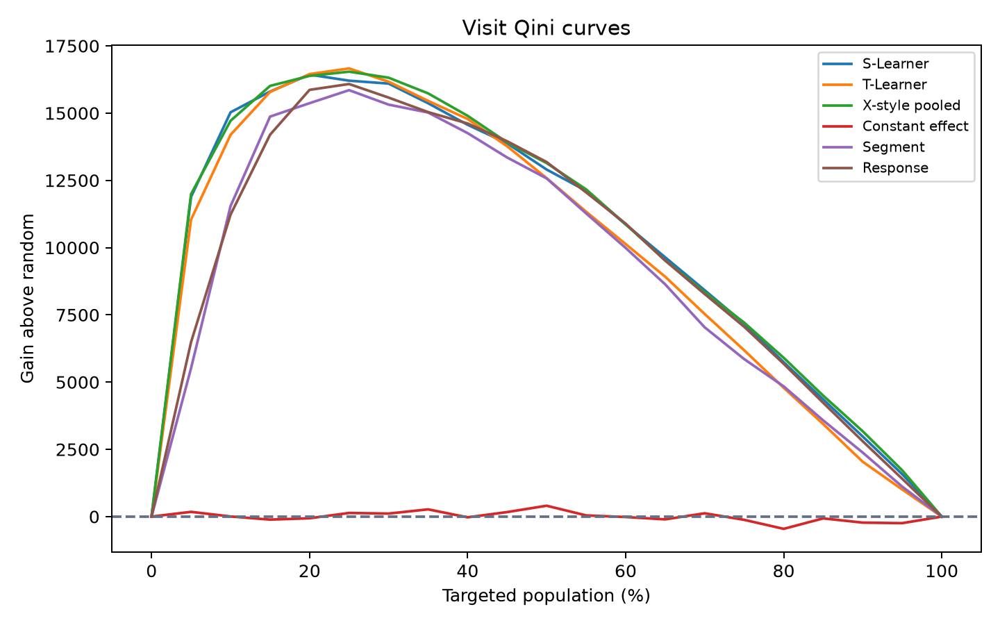 Visit Qini curves
17500
15000
12500
10000
7500
5000
2500
0
Gain above random
S-Learner
T-Learner
X-style pooled
Constant effect
Segment
Response
0 20 40 60 80 100
Targeted population (%)